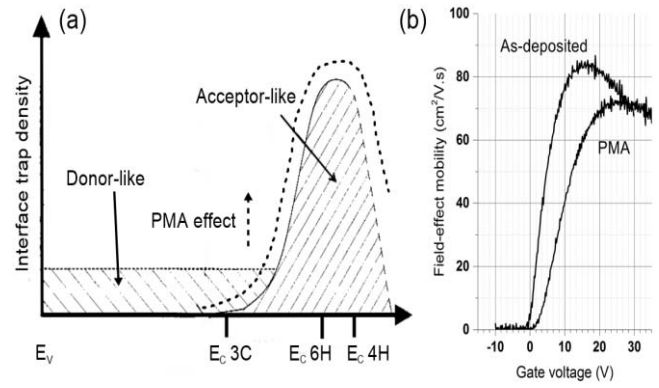 (a)
Interface trap density
Acceptor-like
Donor-like
PMA effect
E_V
E_C 3C
E_C 6H
E_C 4H
(b)
100
80
60
40
20
0
Field-effect mobility (cm²/V.s)
As-deposited
PMA
-10 0 10 20 30
Gate voltage (V)